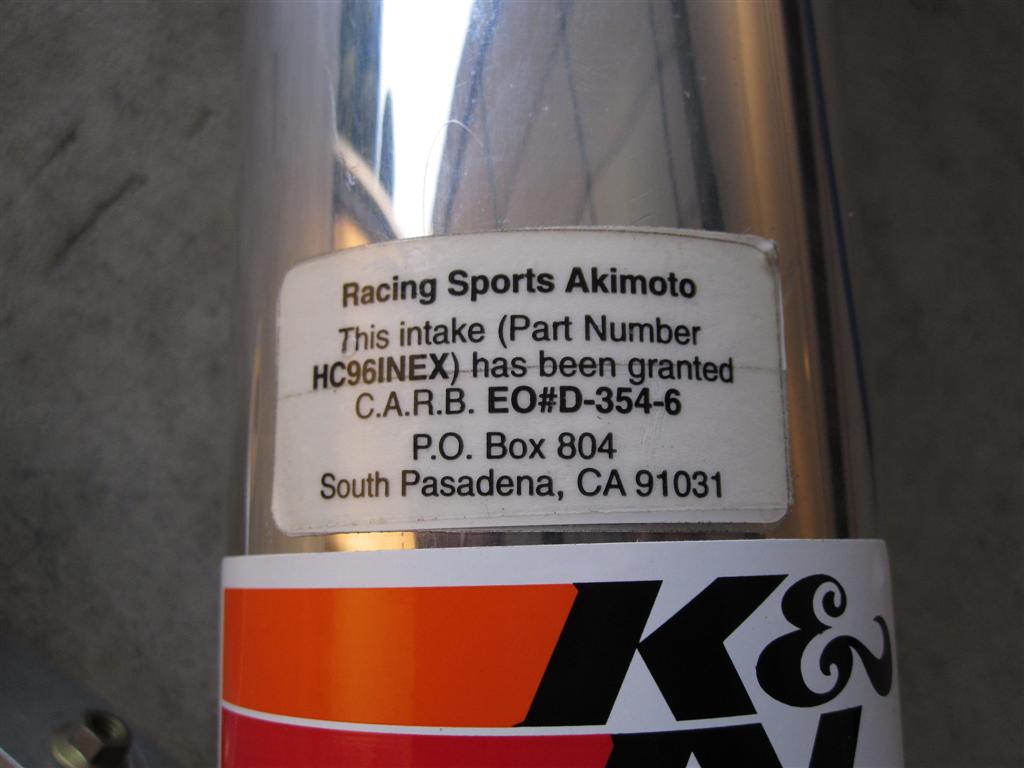 Racing Sports Akimoto
This intake (Part Number
HC96INEX) has been granted
C.A.R.B. EO#D-354-6
P.O. Box 804
South Pasadena, CA 91031
K&
N